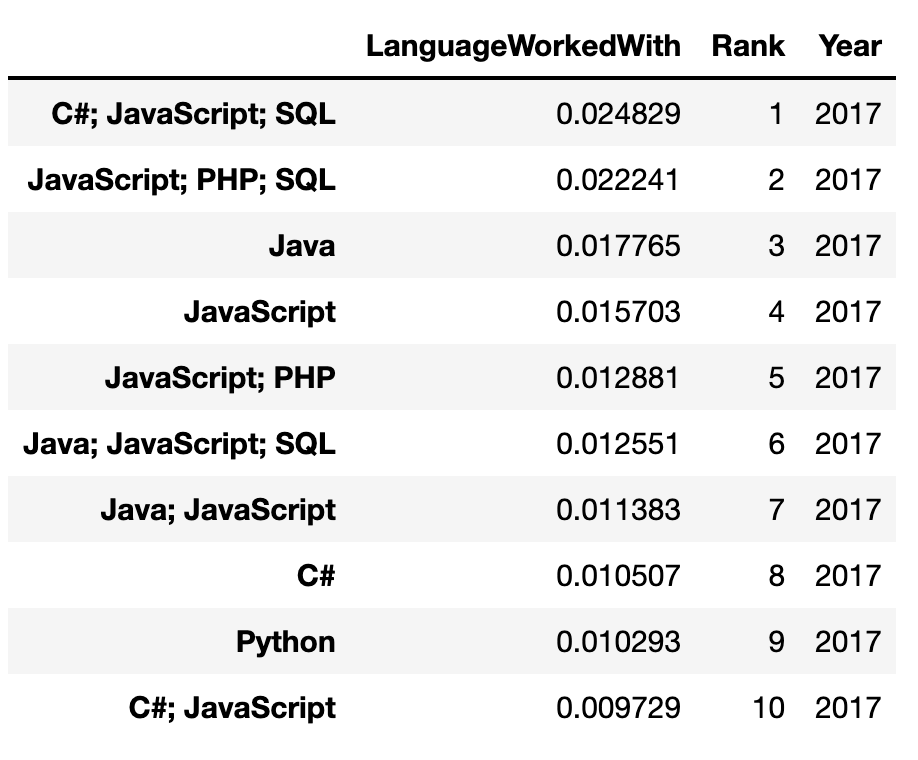 LanguageWorkedWith Rank Year
C#; JavaScript; SQL 0.024829 1 2017
JavaScript; PHP; SQL 0.022241 2 2017
Java 0.017765 3 2017
JavaScript 0.015703 4 2017
JavaScript; PHP 0.012881 5 2017
Java; JavaScript; SQL 0.012551 6 2017
Java; JavaScript 0.011383 7 2017
C# 0.010507 8 2017
Python 0.010293 9 2017
C#; JavaScript 0.009729 10 2017